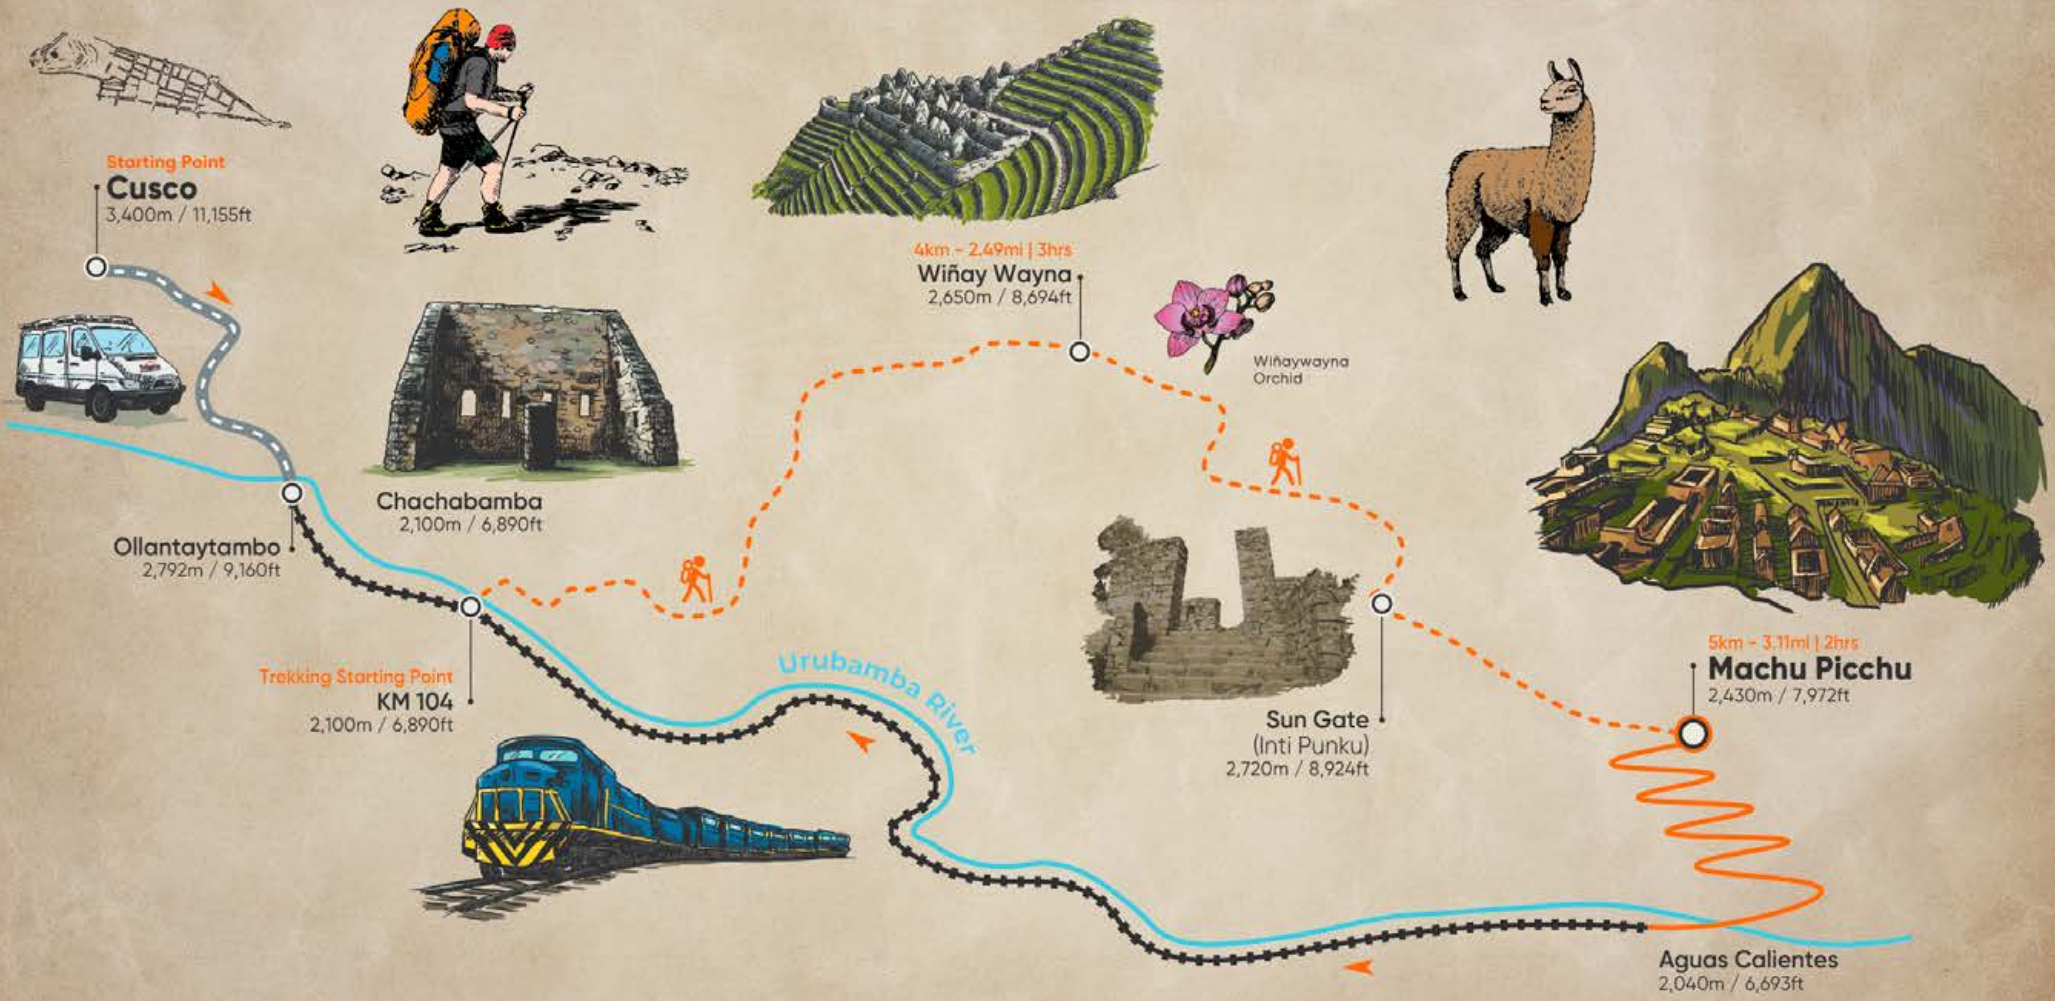 Starting Point
Cusco
3,400m / 11,155ft
4km - 2.49mi | 3hrs
Wiñay Wayna
2,650m / 8,694ft
Wiñaywayna
Orchid
Chachabamba
2,100m / 6,890ft
Ollantaytambo
2,792m / 9,160ft
Trekking Starting Point
KM 104
2,100m / 6,890ft
Urubamba River
Sun Gate
(Inti Punku)
2,720m / 8,924ft
5km - 3.11mi | 2hrs
Machu Picchu
2,430m / 7,972ft
Aguas Calientes
2,040m / 6,693ft